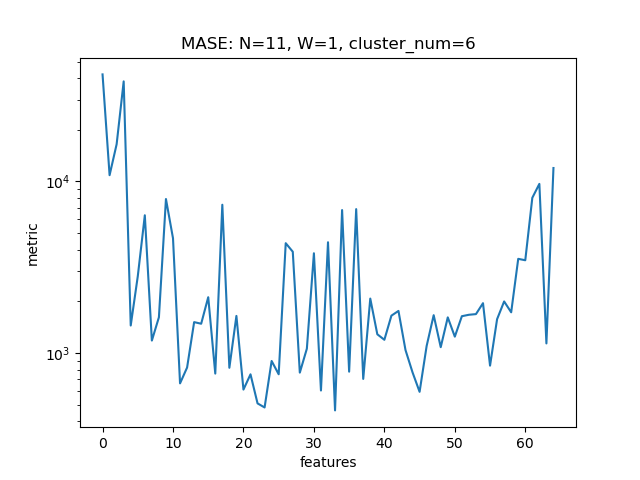 MASE: N=11, W=1, cluster_num=6
metric
10⁴
10³
0 10 20 30 40 50 60
features